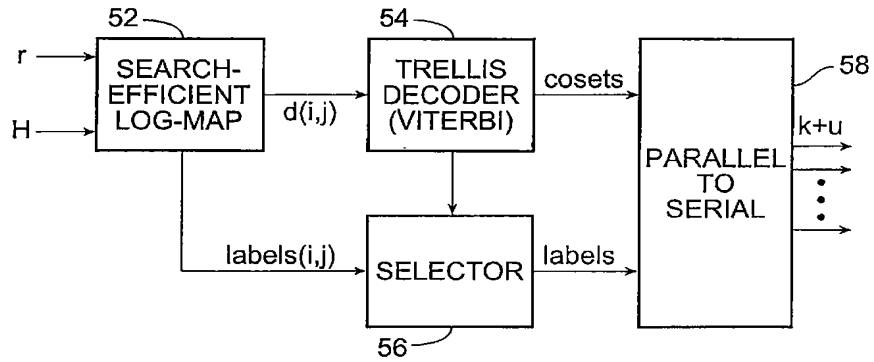 52
54
58
r
H
SEARCH-
EFFICIENT
LOG-MAP
d(i,j)
TRELLIS
DECODER
(VITERBI)
cosets
k+u
PARALLEL
TO
SERIAL
labels(i,j)
SELECTOR
labels
56